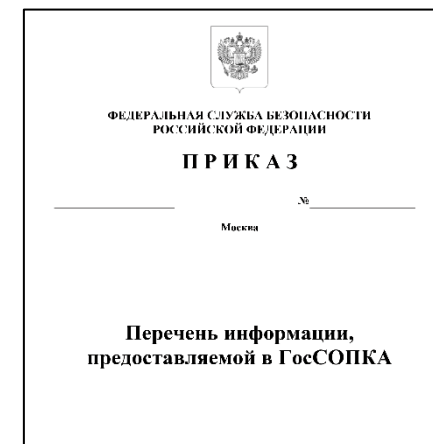 ФЕДЕРАЛЬНАЯ СЛУЖБА БЕЗОПАСНОСТИ
РОССИЙСКОЙ ФЕДЕРАЦИИ
ПРИКАЗ
№
Москва
Перечень информации,
предоставляемой в ГосСОПКА